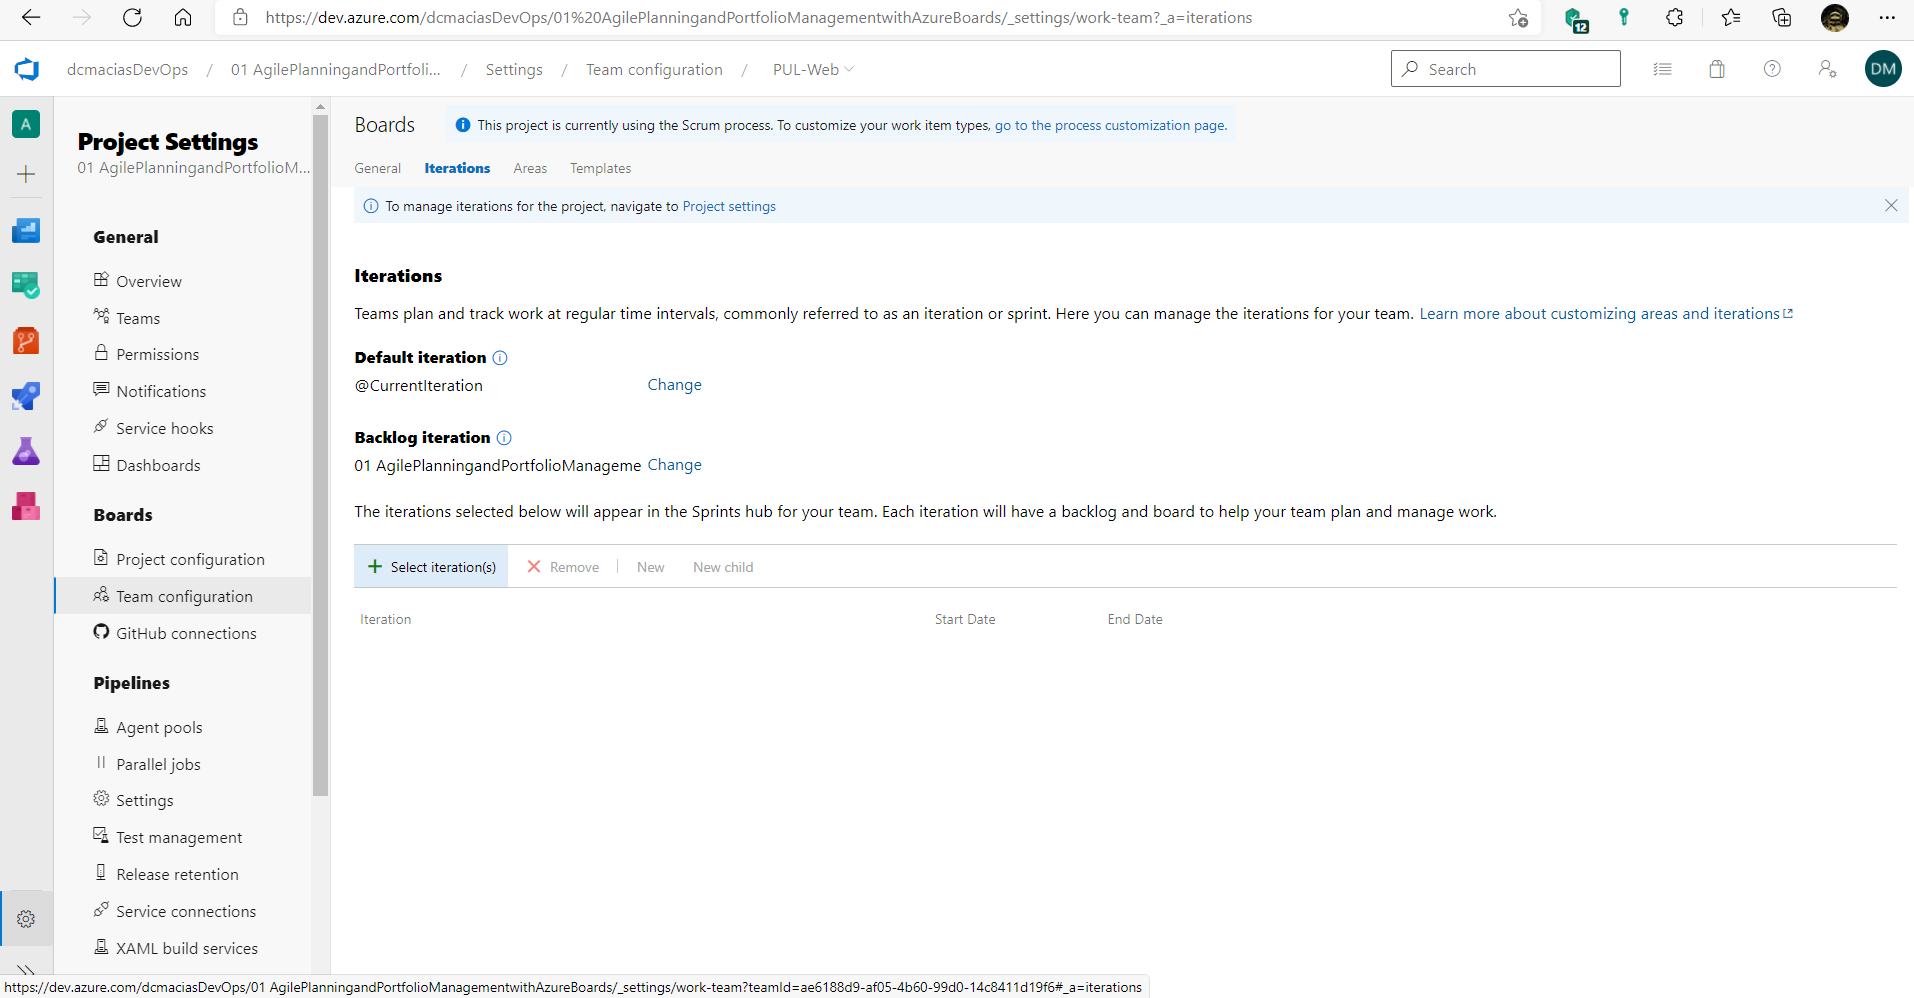 https://dev.azure.com/dcmaciasDevOps/01%20AgilePlanningandPortfolioManagementwithAzureBoards/_settings/work-team?_a=iterations
12
dcmaciasDevOps / 01 AgilePlanningandPortfoli... / Settings / Team configuration / PUL-Web
Search
DM
A
Project Settings
01 AgilePlanningandPortfolioM...
General
Overview
Teams
Permissions
Notifications
Service hooks
Dashboards
Boards
Project configuration
Team configuration
GitHub connections
Pipelines
Agent pools
Parallel jobs
Settings
Test management
Release retention
Service connections
XAML build services
Boards
This project is currently using the Scrum process. To customize your work item types, go to the process customization page.
General Iterations Areas Templates
To manage iterations for the project, navigate to Project settings
Iterations
Teams plan and track work at regular time intervals, commonly referred to as an iteration or sprint. Here you can manage the iterations for your team. Learn more about customizing areas and iterations
Default iteration
@CurrentIteration Change
Backlog iteration
01 AgilePlanningandPortfolioManageme Change
The iterations selected below will appear in the Sprints hub for your team. Each iteration will have a backlog and board to help your team plan and manage work.
Select iteration(s) Remove New New child
Iteration Start Date End Date
https://dev.azure.com/dcmaciasDevOps/01 AgilePlanningandPortfolioManagementwithAzureBoards/_settings/work-team?teamId=ae6188d9-af05-4b60-99d0-14c8411d19f6#_a=iterations